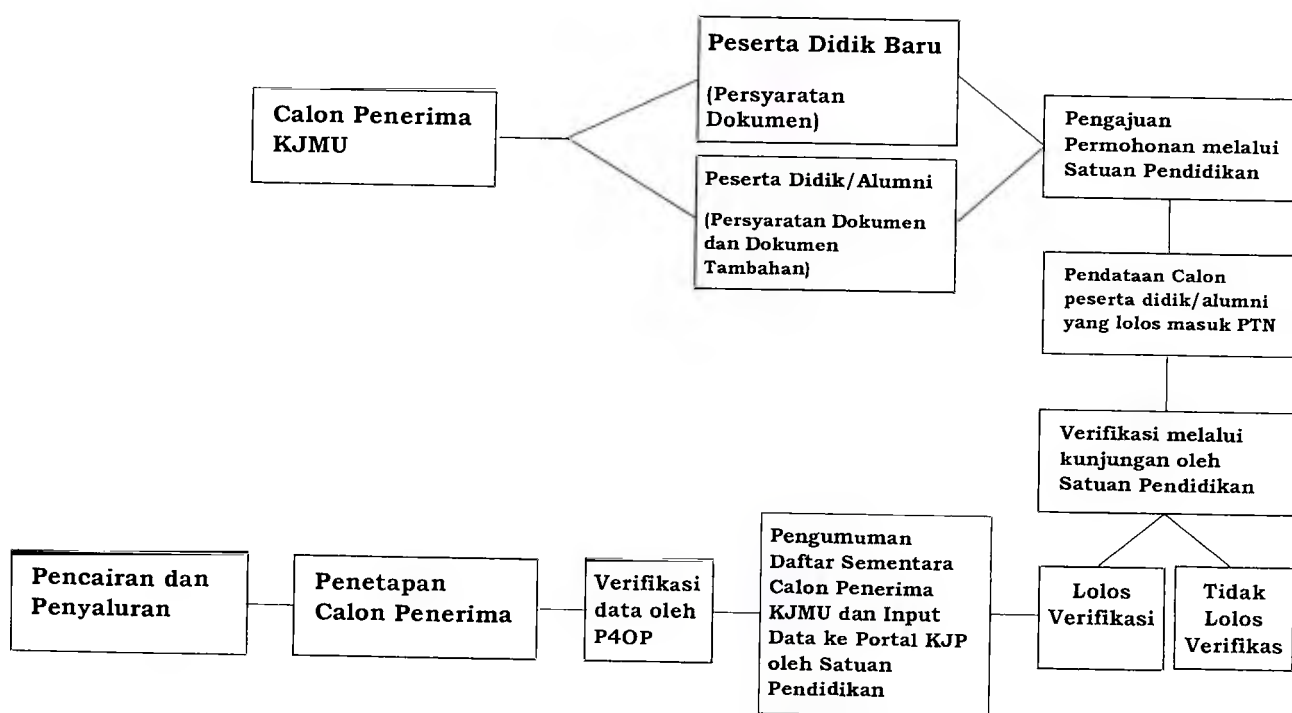 Calon Penerima
KJMU
Peserta Didik Baru
(Persyaratan
Dokumen)
Peserta Didik/Alumni
(Persyaratan Dokumen
dan Dokumen
Tambahan)
Pengajuan
Permohonan melalui
Satuan Pendidikan
Pendataan Calon
peserta didik/alumni
yang lolos masuk PTN
Verifikasi melalui
kunjungan oleh
Satuan Pendidikan
Lolos
Verifikasi
Tidak
Lolos
Verifikas
Pengumuman
Daftar Sementara
Calon Penerima
KJMU dan Input
Data ke Portal KJP
oleh Satuan
Pendidikan
Verifikasi
data oleh
P4OP
Penetapan
Calon Penerima
Pencairan dan
Penyaluran